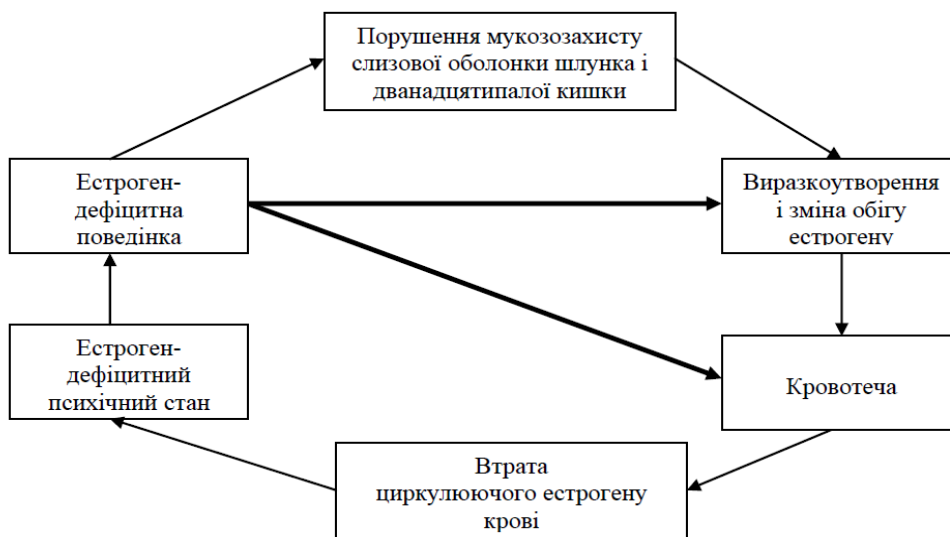 Порушення мукозозахисту
слизової оболонки шлунка і
дванадцятипалої кишки
Естроген-
дефіцитна
поведінка
Виразкоутворення
і зміна обігу
естрогену
Естроген-
дефіцитний
психічний стан
Кровотеча
Втрата
циркулюючого естрогену
крові